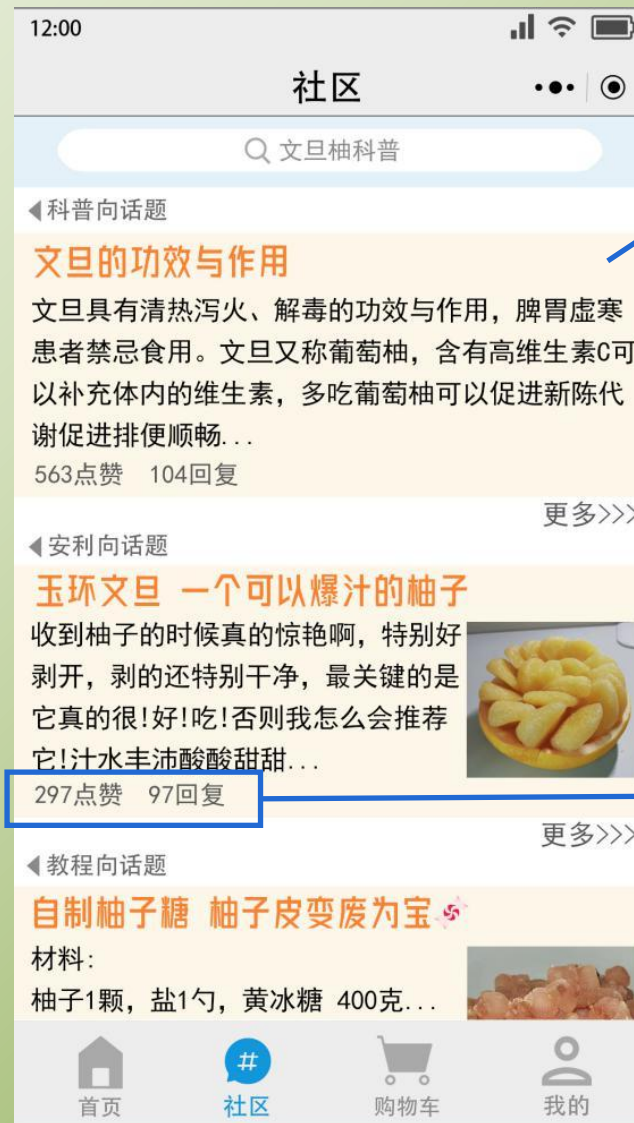 12:00
社区
文旦柚科普
科普向话题
文旦的功效与作用
文旦具有清热泻火、解毒的功效与作用，脾胃虚寒
患者禁忌食用。文旦又称葡萄柚，含有高维生素C可
以补充体内的维生素，多吃葡萄柚可以促进新陈代
谢促进排便顺畅...
563点赞 104回复
更多>>>
安利向话题
玉环文旦 一个可以爆汁的柚子
收到柚子的时候真的惊艳啊，特别好
剥开，剥的还特别干净，最关键的是
它真的很!好!吃!否则我怎么会推荐
它!汁水丰沛酸酸甜甜...
297点赞 97回复
更多>>>
教程向话题
自制柚子糖 柚子皮变废为宝
材料:
柚子1颗，盐1勺，黄冰糖 400克...
首页 社区 购物车 我的